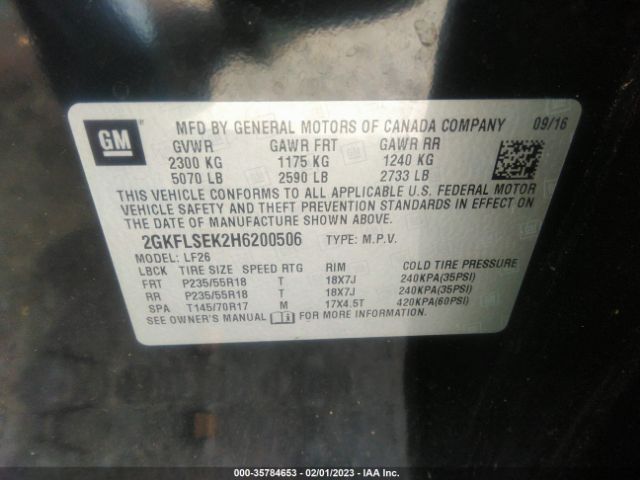 GM
MFD BY GENERAL MOTORS OF CANADA COMPANY 09/16
GVWR GAWR FRT GAWR RR
2300 KG 1175 KG 1240 KG
5070 LB 2590 LB 2733 LB
THIS VEHICLE CONFORMS TO ALL APPLICABLE U.S. FEDERAL MOTOR
VEHICLE SAFETY AND THEFT PREVENTION STANDARDS IN EFFECT ON
THE DATE OF MANUFACTURE SHOWN ABOVE.
2GKFLSEK2H6200506 TYPE: M.P.V.
MODEL: LF26
LBCK TIRE SIZE SPEED RTG RIM COLD TIRE PRESSURE
FRT P235/55R18 T 18X7J 240KPA(35PSI)
RR P235/55R18 T 18X7J 240KPA(35PSI)
SPA T145/70R17 M 17X4.5T 420KPA(60PSI)
SEE OWNER'S MANUAL FOR MORE INFORMATION.
000-35784653 - 02/01/2023 - IAA Inc.